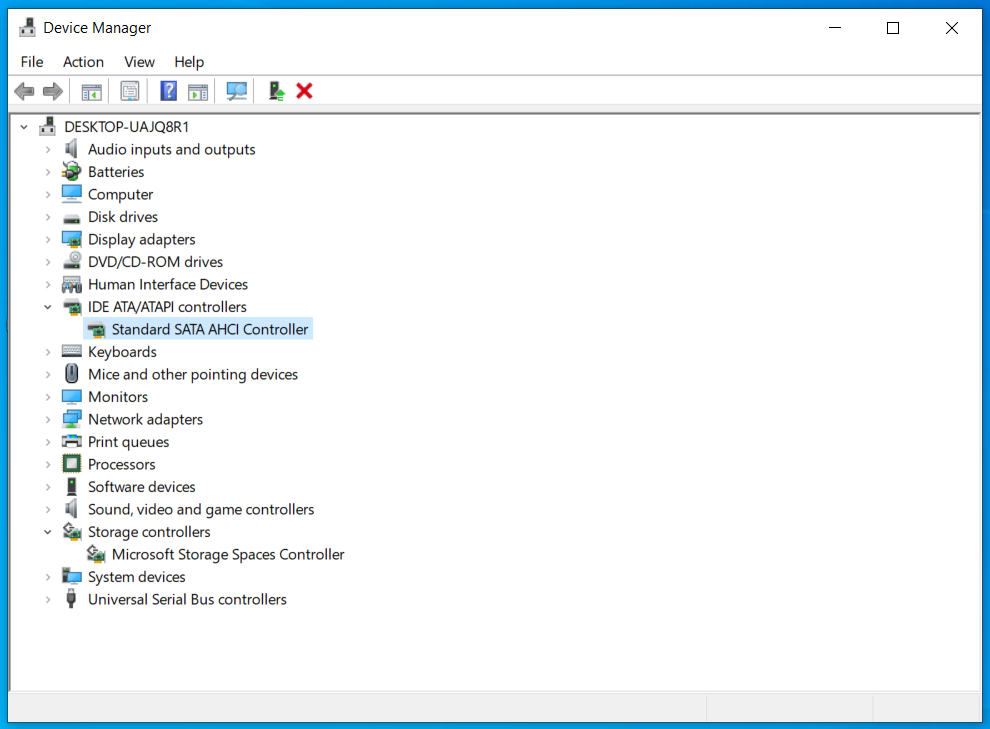 Device Manager
File Action View Help
DESKTOP-UAJQ8R1
Audio inputs and outputs
Batteries
Computer
Disk drives
Display adapters
DVD/CD-ROM drives
Human Interface Devices
IDE ATA/ATAPI controllers
Standard SATA AHCI Controller
Keyboards
Mice and other pointing devices
Monitors
Network adapters
Print queues
Processors
Software devices
Sound, video and game controllers
Storage controllers
Microsoft Storage Spaces Controller
System devices
Universal Serial Bus controllers